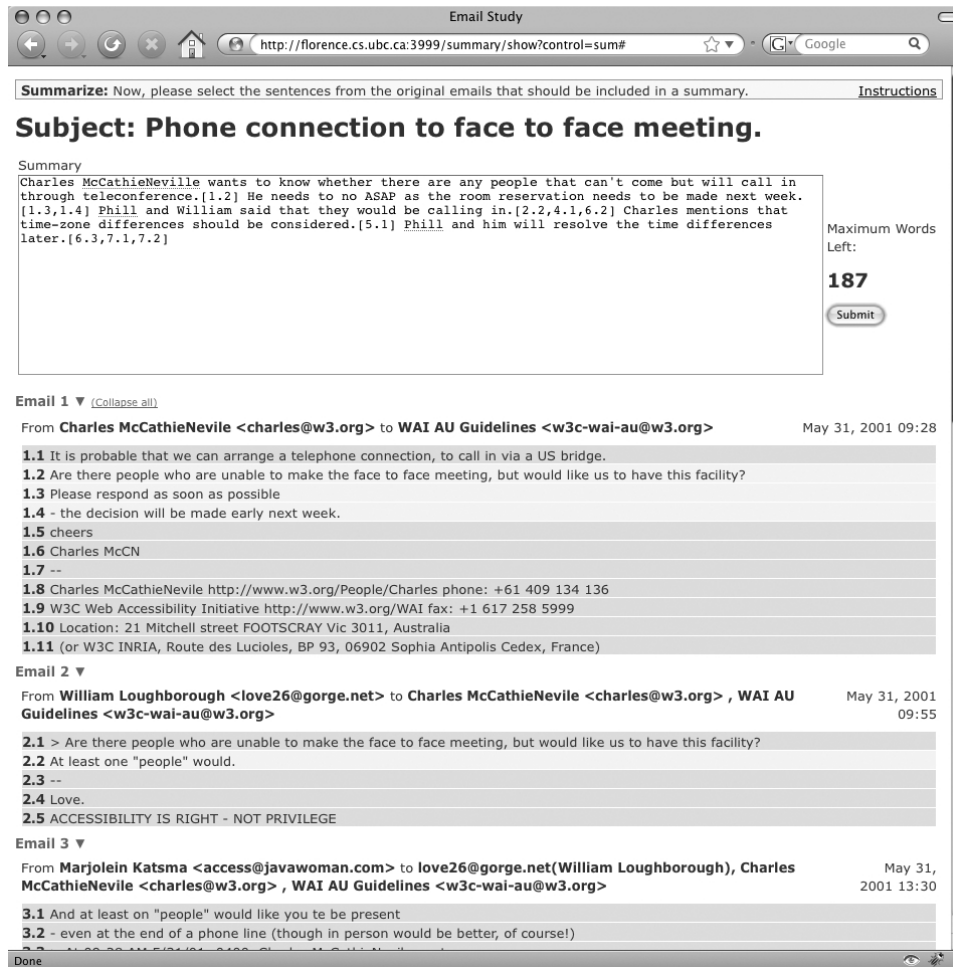 Email Study
http://florence.cs.ubc.ca:3999/summary/show?control=sum#
G
Google
Summarize: Now, please select the sentences from the original emails that should be included in a summary.
Instructions
Subject: Phone connection to face to face meeting.
Summary
Charles McCathieNeville wants to know whether there are any people that can't come but will call in
through teleconference.[1.2] He needs to no ASAP as the room reservation needs to be made next week.
[1.3,1.4] Phill and William said that they would be calling in.[2.2,4.1,6.2] Charles mentions that
time-zone differences should be considered.[5.1] Phill and him will resolve the time differences
later.[6.3,7.1,7.2]
Maximum Words
Left:
187
Submit
Email 1 ▼ (Collapse all)
From Charles McCathieNevile <charles@w3.org> to WAI AU Guidelines <w3c-wai-au@w3.org>
May 31, 2001 09:28
1.1 It is probable that we can arrange a telephone connection, to call in via a US bridge.
1.2 Are there people who are unable to make the face to face meeting, but would like us to have this facility?
1.3 Please respond as soon as possible
1.4 - the decision will be made early next week.
1.5 cheers
1.6 Charles McCN
1.7 --
1.8 Charles McCathieNevile http://www.w3.org/People/Charles phone: +61 409 134 136
1.9 W3C Web Accessibility Initiative http://www.w3.org/WAI fax: +1 617 258 5999
1.10 Location: 21 Mitchell street FOOTSCRAY Vic 3011, Australia
1.11 (or W3C INRIA, Route des Lucioles, BP 93, 06902 Sophia Antipolis Cedex, France)
Email 2 ▼
From William Loughborough <love26@gorge.net> to Charles McCathieNevile <charles@w3.org> , WAI AU
Guidelines <w3c-wai-au@w3.org>
May 31, 2001
09:55
2.1 > Are there people who are unable to make the face to face meeting, but would like us to have this facility?
2.2 At least one "people" would.
2.3 --
2.4 Love.
2.5 ACCESSIBILITY IS RIGHT - NOT PRIVILEGE
Email 3 ▼
From Marjolein Katsma <access@javawoman.com> to love26@gorge.net(William Loughborough), Charles
McCathieNevile <charles@w3.org> , WAI AU Guidelines <w3c-wai-au@w3.org>
May 31,
2001 13:30
3.1 And at least on "people" would like you te be present
3.2 - even at the end of a phone line (though in person would be better, of course!)
Done